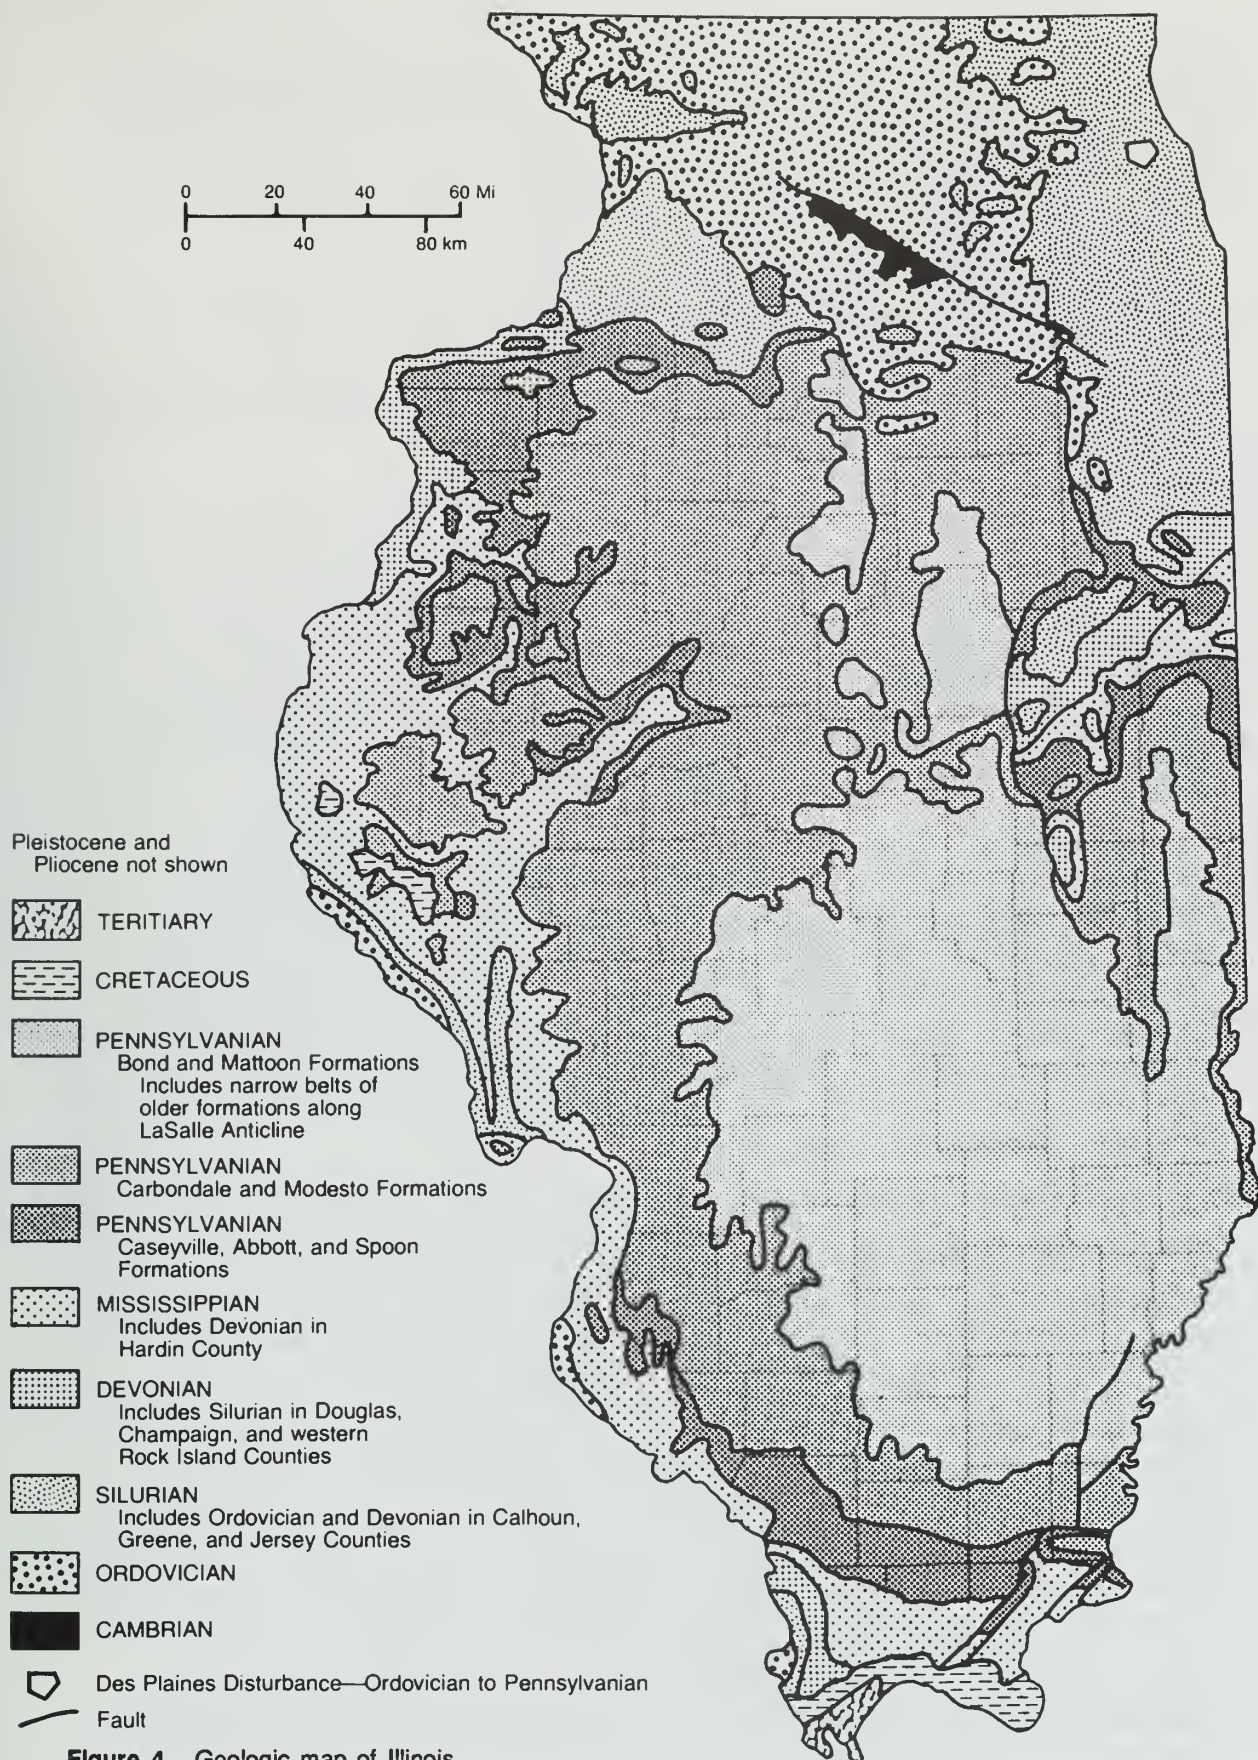 0 20 40 60 Mi
0 40 80 km
Pleistocene and
Pliocene not shown
TERITIARY
CRETACEOUS
PENNSYLVANIAN
Bond and Mattoon Formations
Includes narrow belts of
older formations along
LaSalle Anticline
PENNSYLVANIAN
Carbondale and Modesto Formations
PENNSYLVANIAN
Caseyville, Abbott, and Spoon
Formations
MISSISSIPPIAN
Includes Devonian in
Hardin County
DEVONIAN
Includes Silurian in Douglas,
Champaign, and western
Rock Island Counties
SILURIAN
Includes Ordovician and Devonian in Calhoun,
Greene, and Jersey Counties
ORDOVICIAN
CAMBRIAN
Des Plaines Disturbance—Ordovician to Pennsylvanian
Fault
Figure 4 Geologic map of Illinois